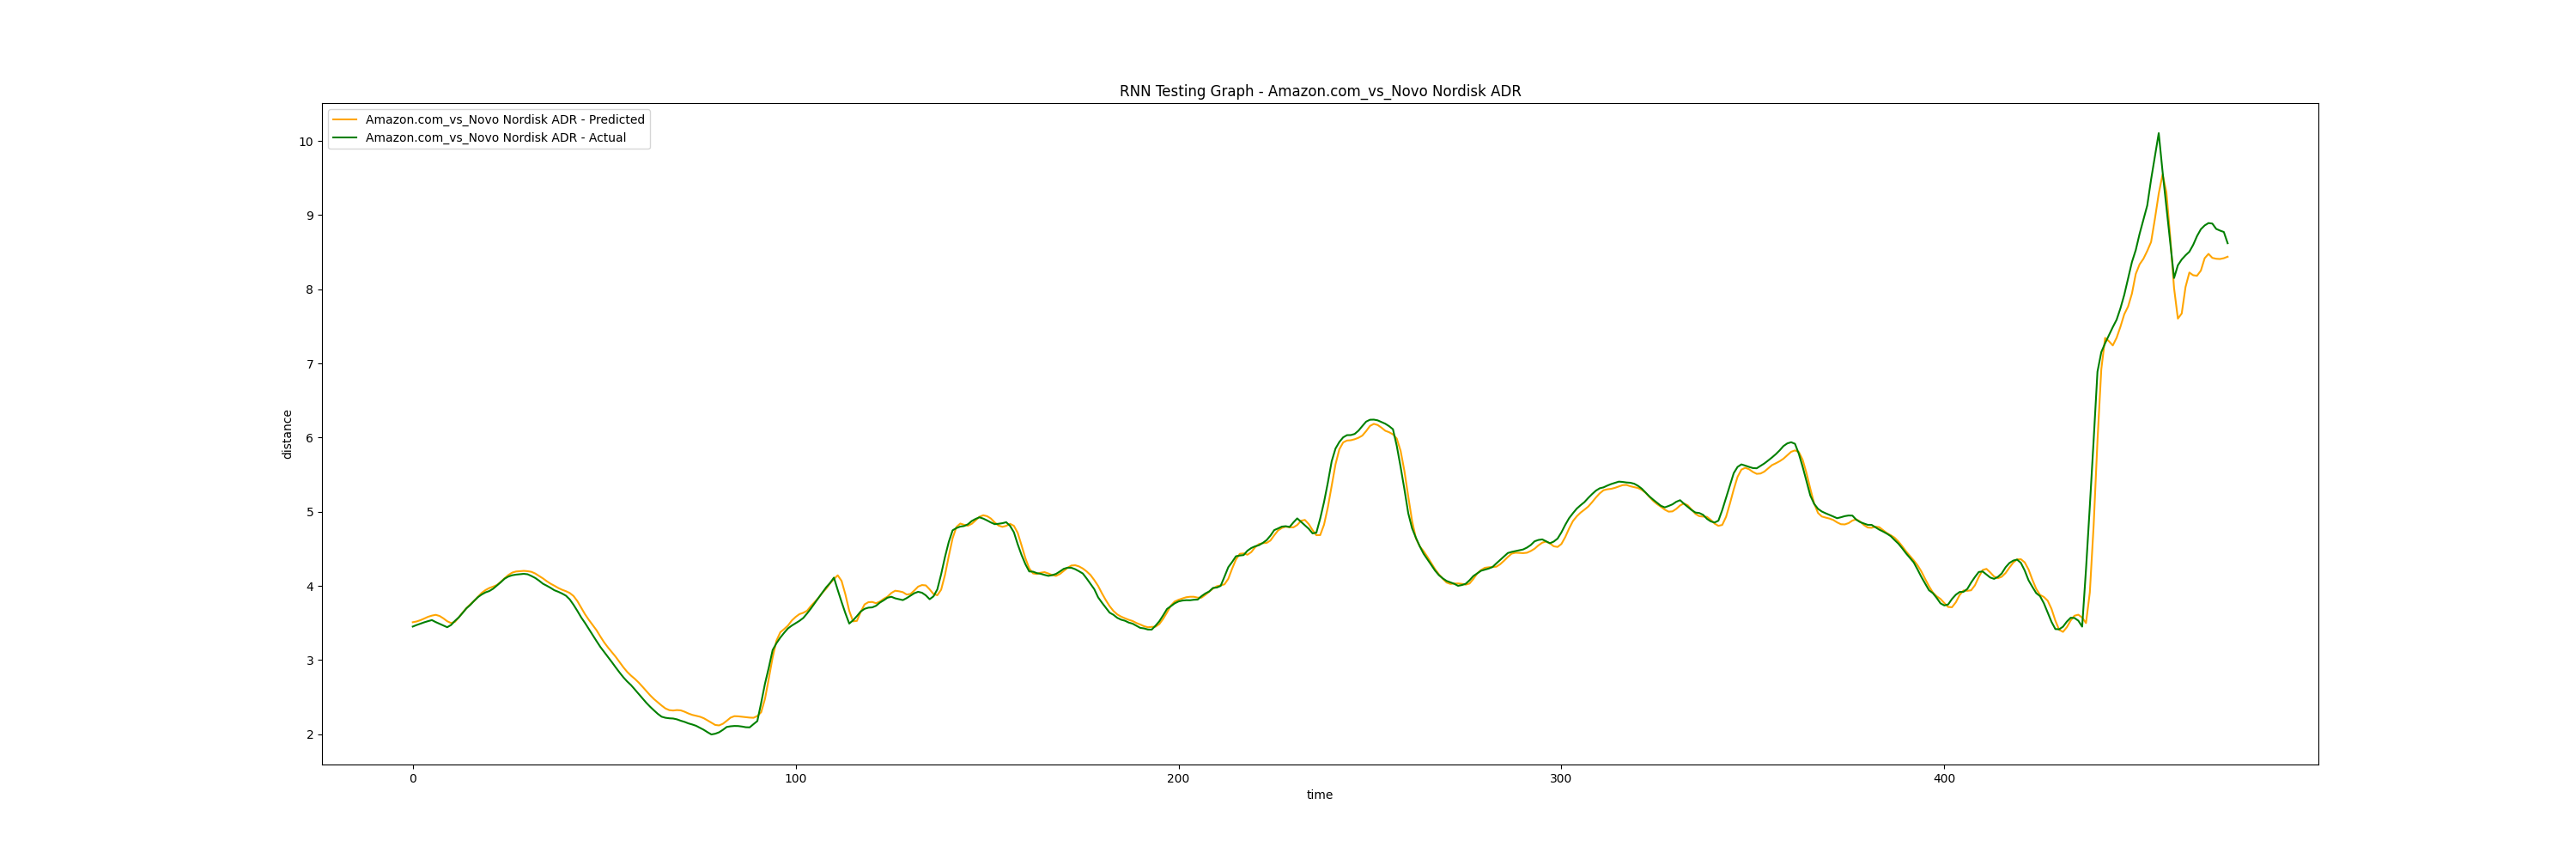 RNN Testing Graph - Amazon.com_vs_Novo Nordisk ADR
Amazon.com_vs_Novo Nordisk ADR - Predicted
Amazon.com_vs_Novo Nordisk ADR - Actual
10
9
8
7
6
5
4
3
2
distance
0 100 200 300 400
time